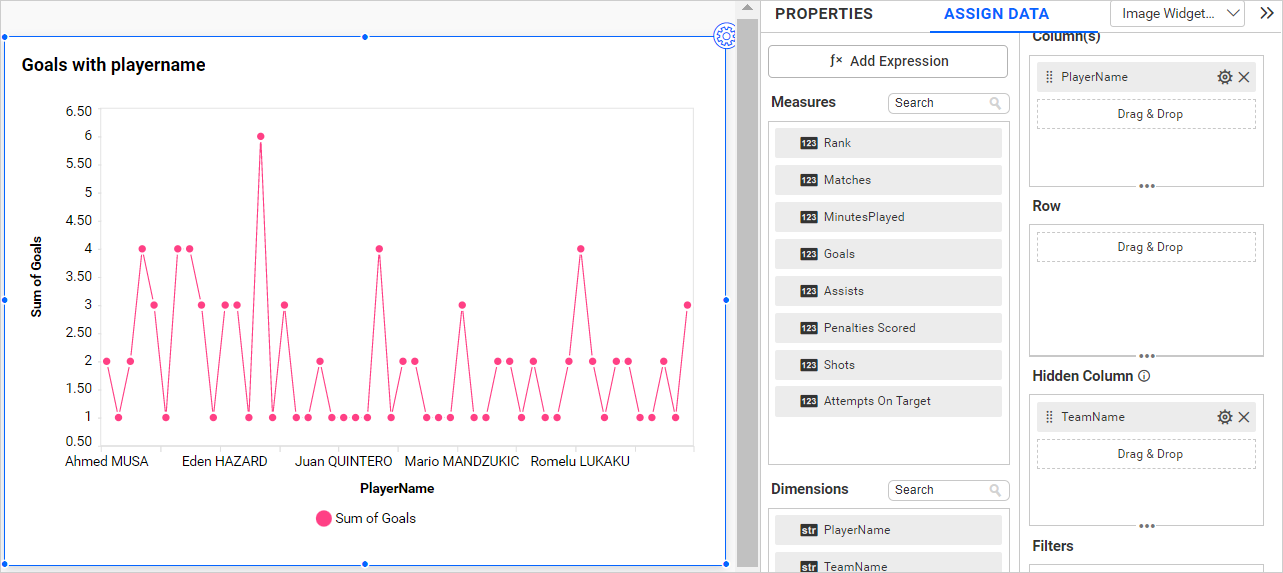 Goals with playername
6.50
6
5.50
5
4.50
4
3.50
3
2.50
2
1.50
1
0.50
Sum of Goals
Ahmed MUSA
Eden HAZARD
Juan QUINTERO
Mario MANDZUKIC
Romelu LUKAKU
PlayerName
Sum of Goals
PROPERTIES
ASSIGN DATA
Image Widget...
ƒx Add Expression
Measures
Search
123 Rank
123 Matches
123 MinutesPlayed
123 Goals
123 Assists
123 Penalties Scored
123 Shots
123 Attempts On Target
Dimensions
Search
str PlayerName
str TeamName
Column(s)
PlayerName
Drag & Drop
Row
Drag & Drop
Hidden Column
TeamName
Drag & Drop
Filters